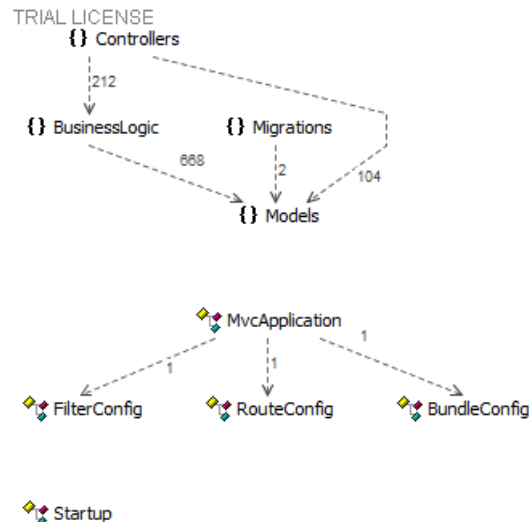 TRIAL LICENSE
{} Controllers
212
{} BusinessLogic
{} Migrations
668
2
104
{} Models
MvcApplication
1
1
1
FilterConfig
RouteConfig
BundleConfig
Startup